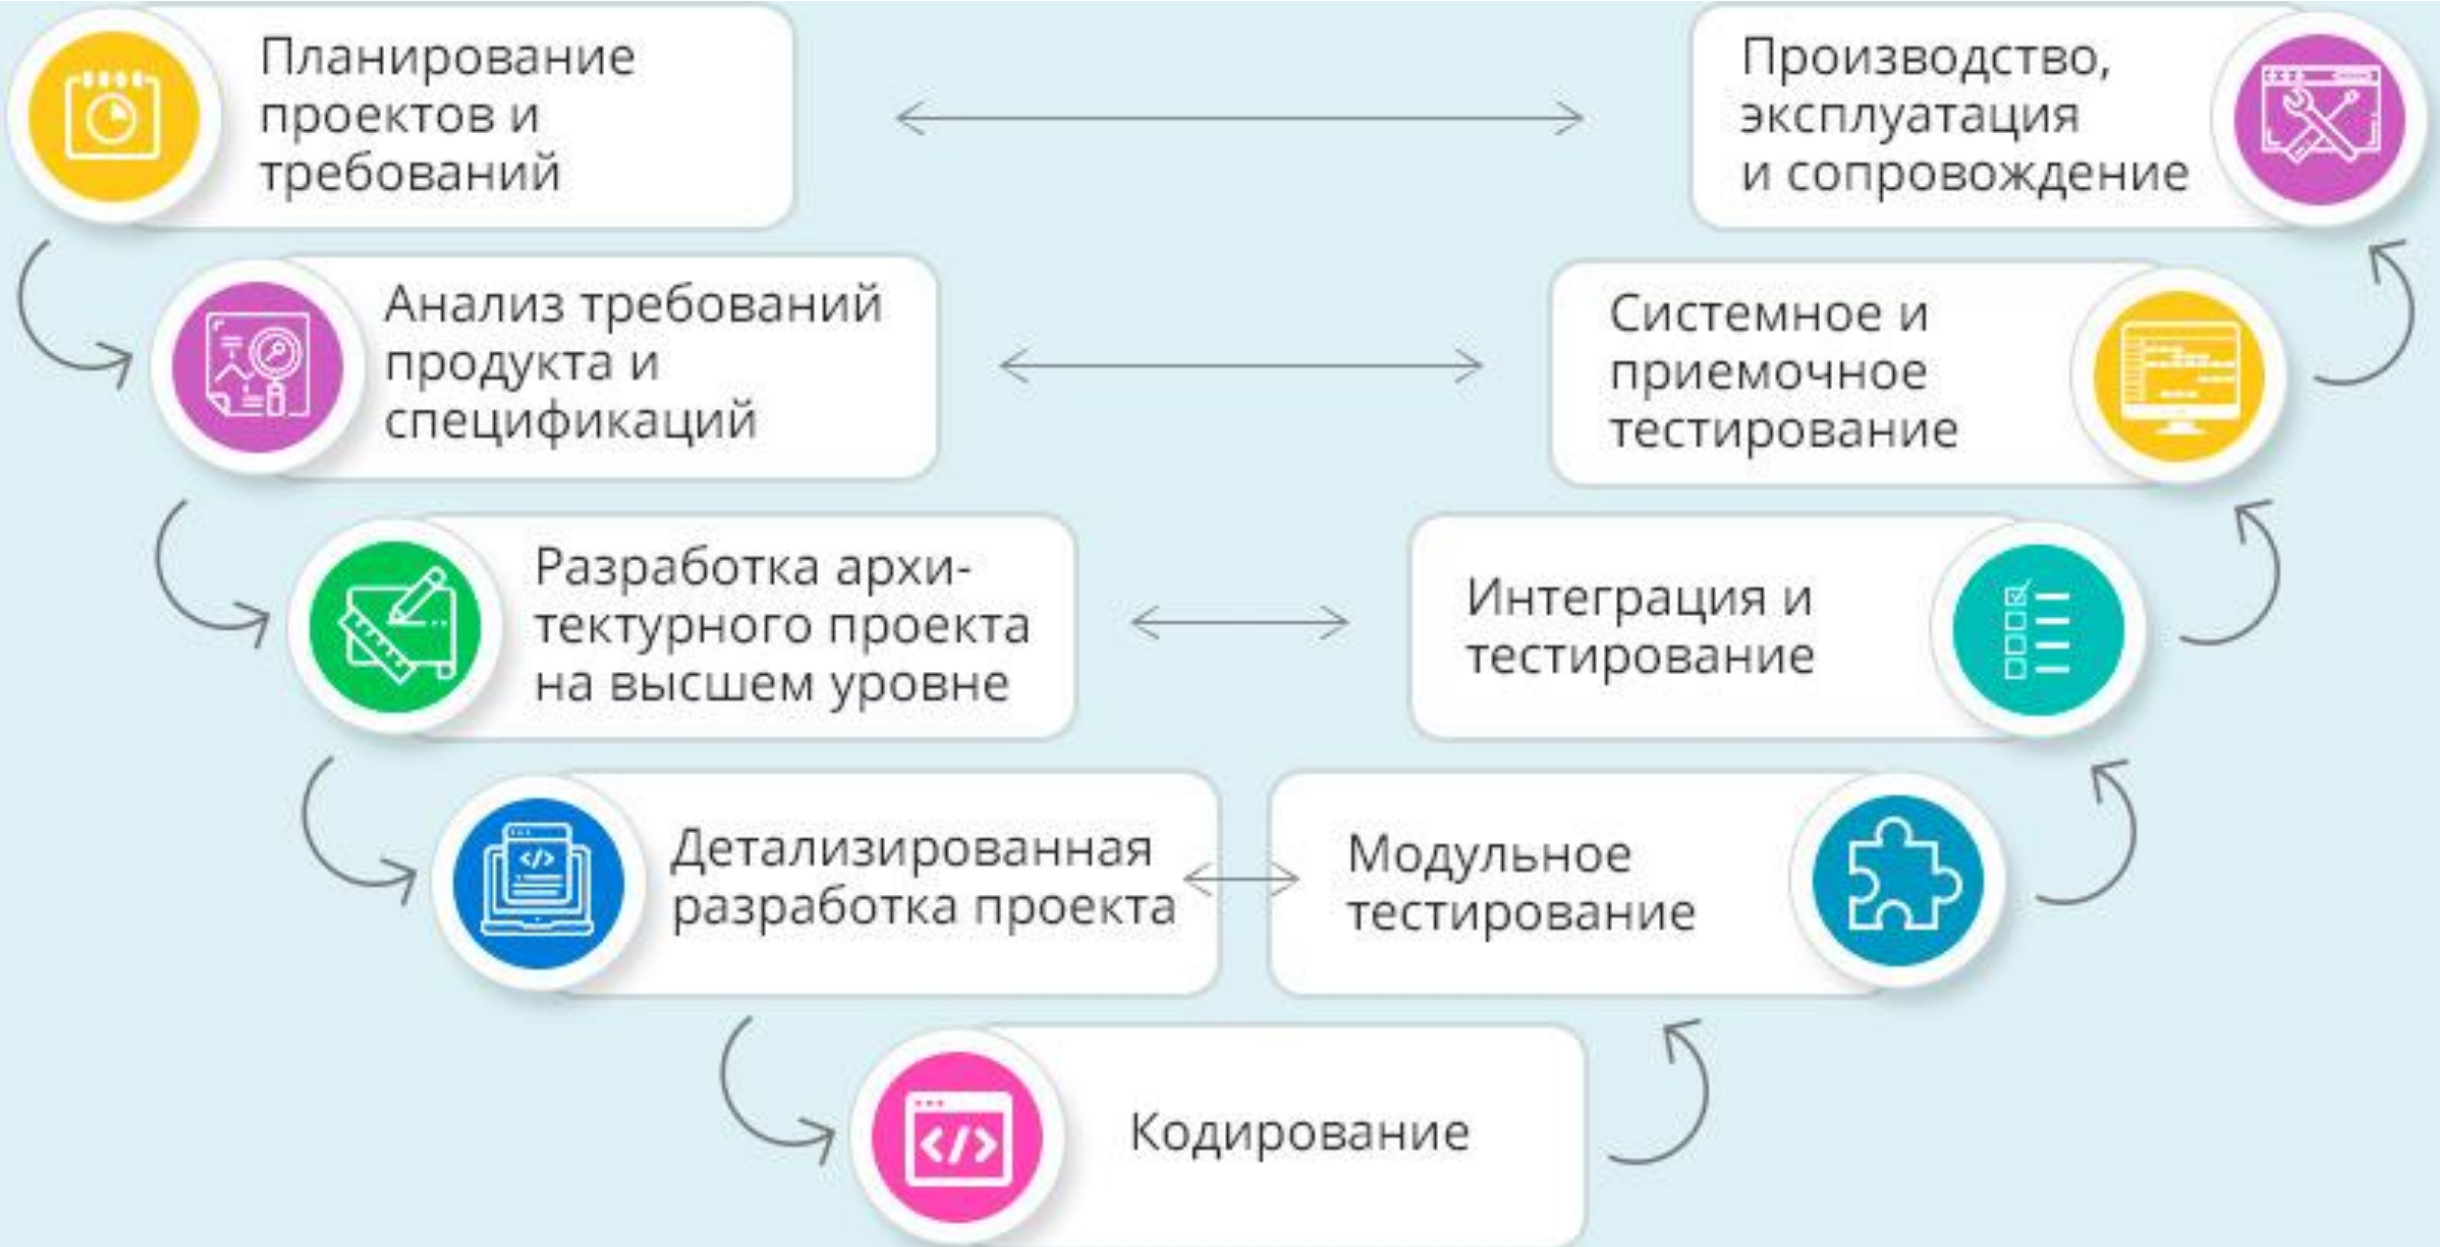 Планирование
проектов и
требований
Производство,
эксплуатация
и сопровождение
Анализ требований
продукта и
спецификаций
Системное и
приемочное
тестирование
Разработка архи-
тектурного проекта
на высшем уровне
Интеграция и
тестирование
Детализированная
разработка проекта
Модульное
тестирование
Кодирование